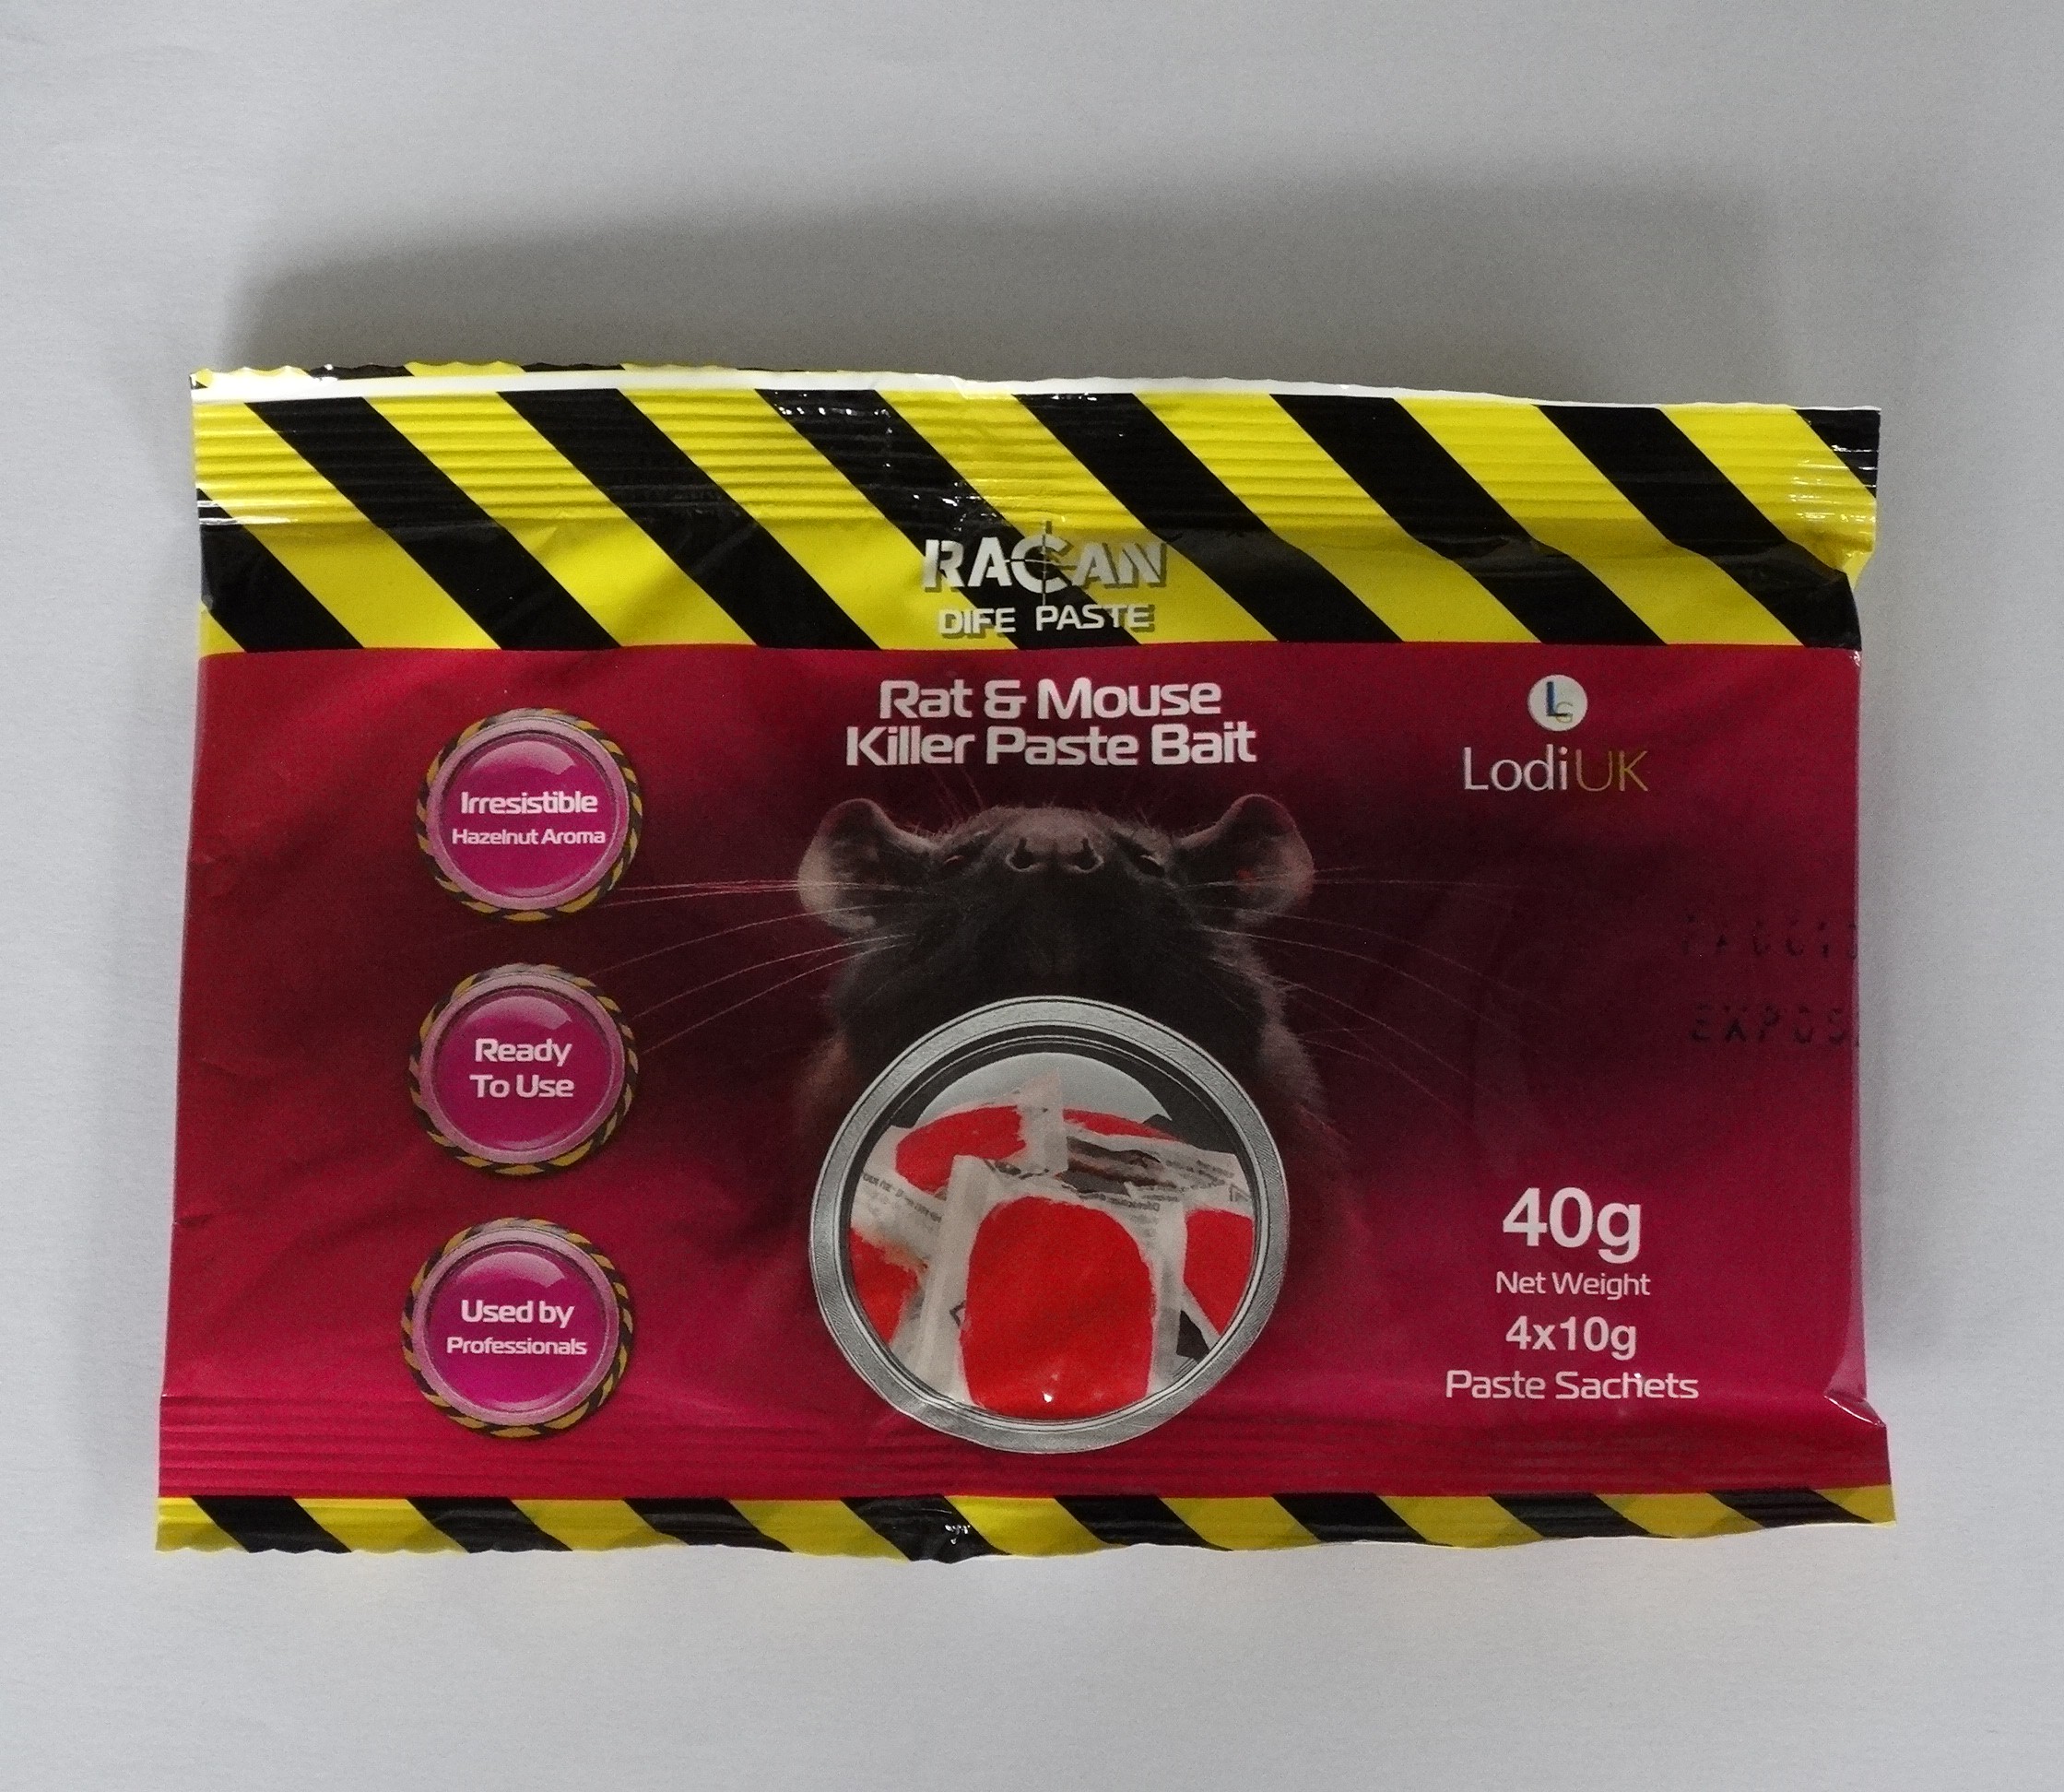 RACAN
DIFE PASTE
Rat & Mouse
Killer Paste Bait
LG
LodiUK
Irresistible
Hazelnut Aroma
Ready
To Use
Used by
Professionals
40g
Net Weight
4x10g
Paste Sachets